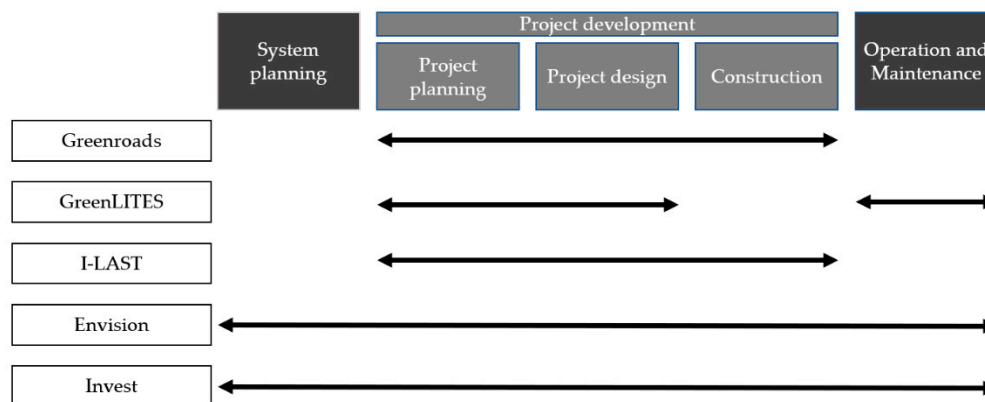 Project development
System
planning
Project
planning
Project design
Construction
Operation and
Maintenance
Greenroads
GreenLITES
I-LAST
Envision
Invest